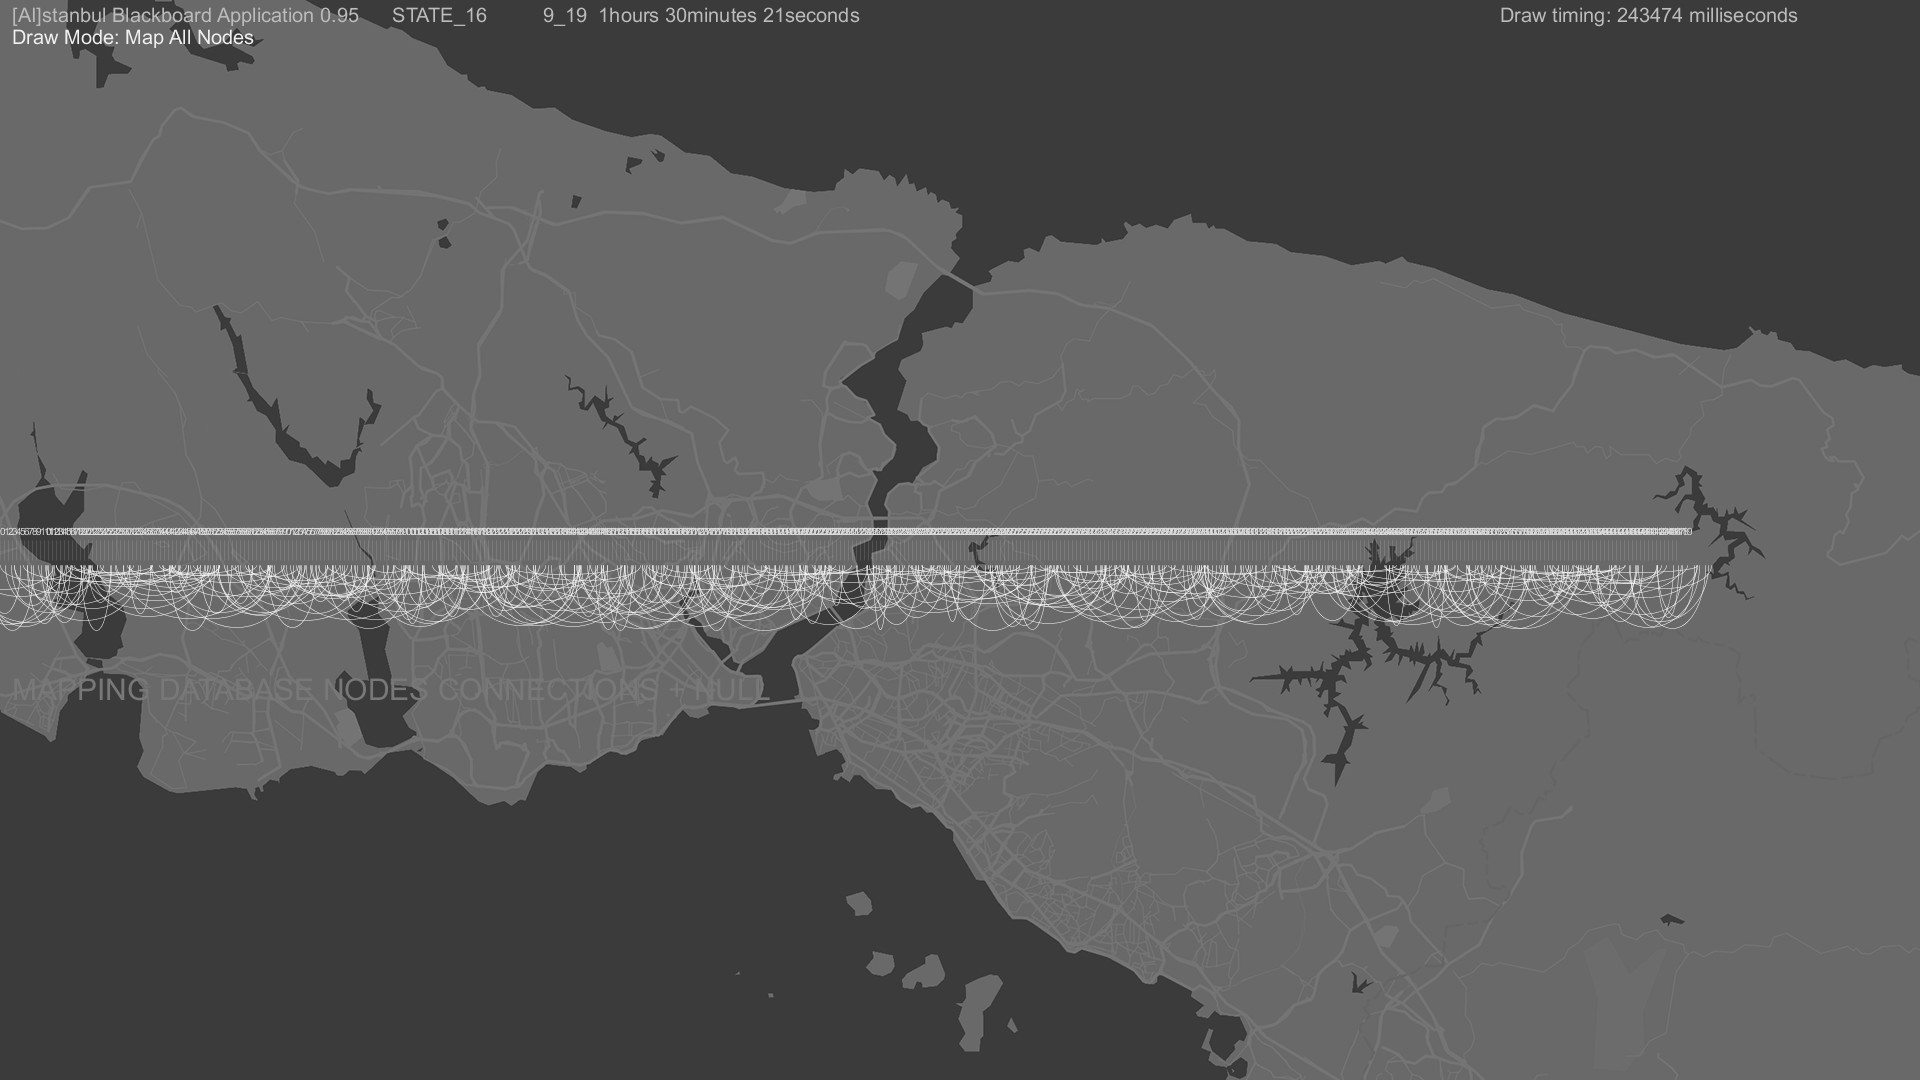 [AI]stanbul Blackboard Application 0.95 STATE_16 9_19 1hours 30minutes 21seconds Draw timing: 243474 milliseconds
Draw Mode: Map All Nodes
MAPPING DATABASE NODES CONNECTIONS + NULL